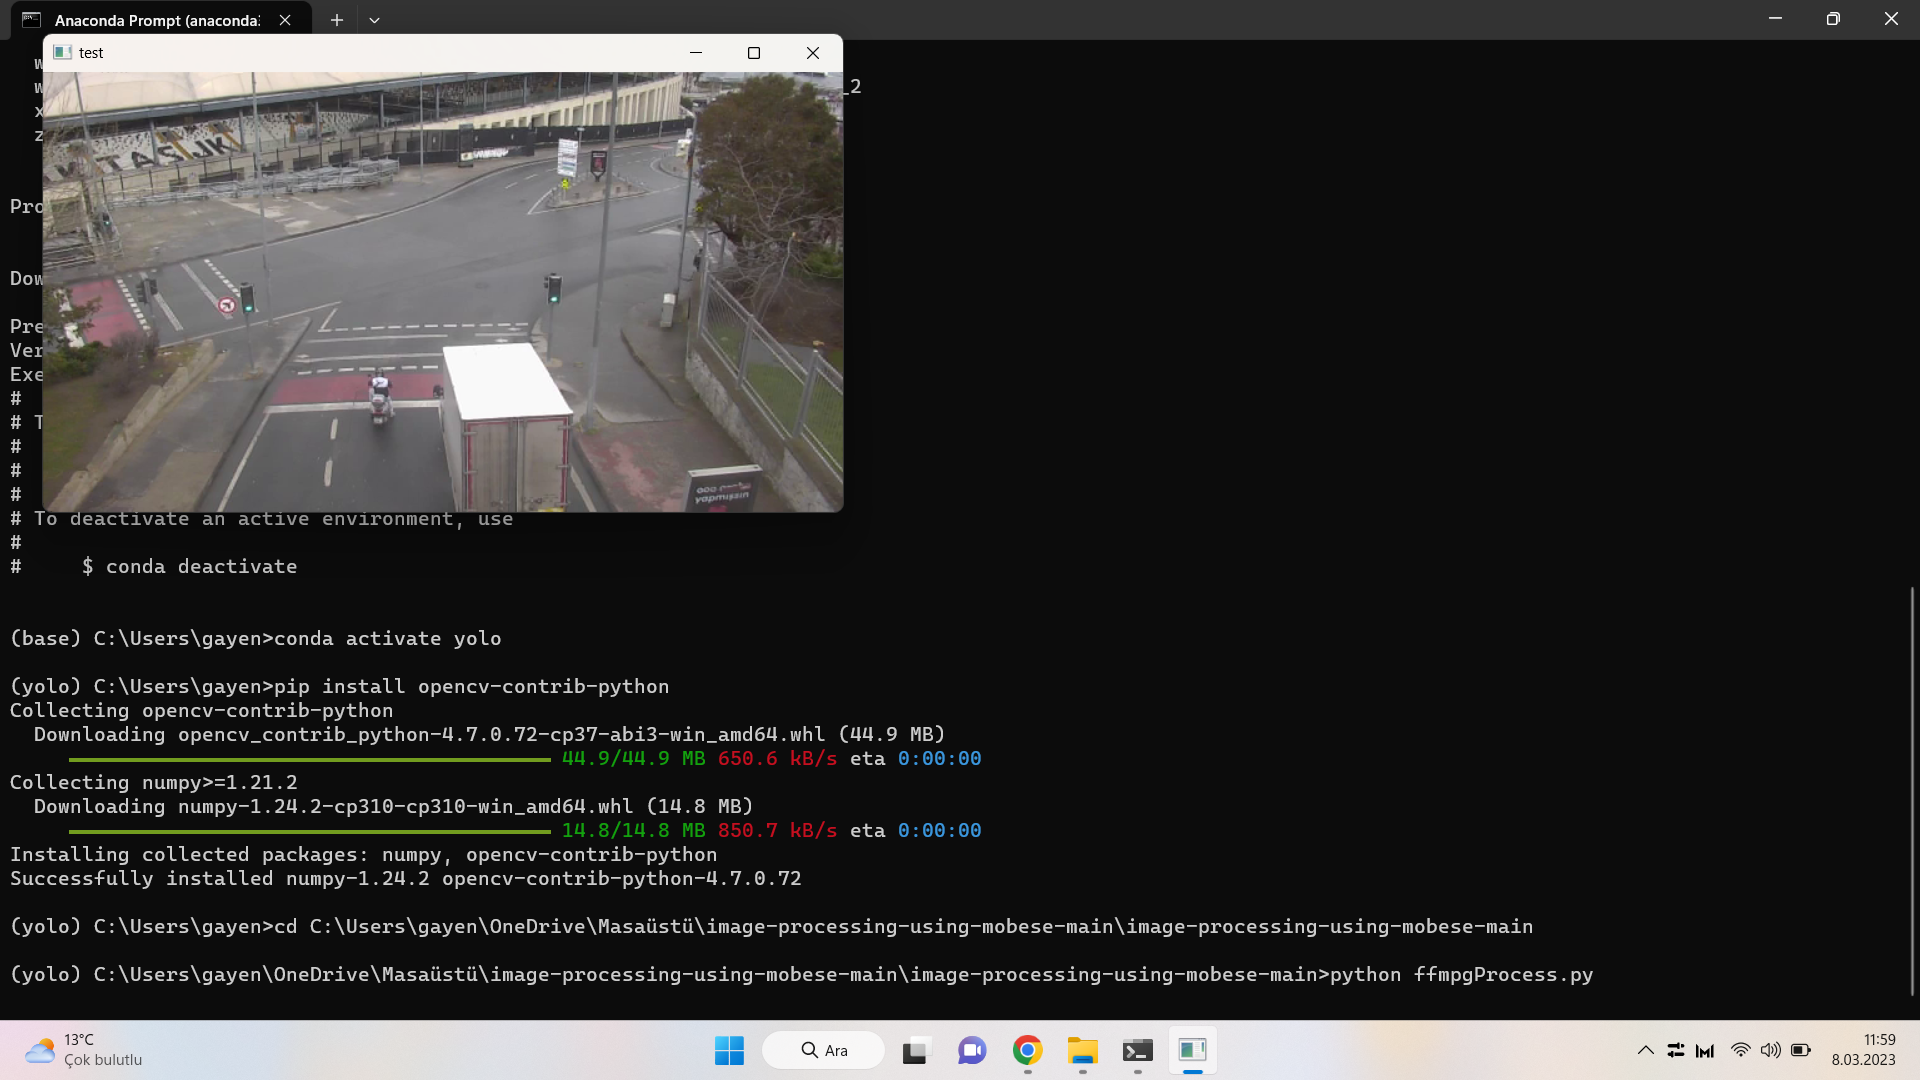 Anaconda Prompt (anaconda3
test
w
w
_2
x
z
Pro
Dow
Pre
Ver
Exe
#
# T
#
#
#
# To deactivate an active environment, use
#
#     $ conda deactivate
(base) C:\Users\gayen>conda activate yolo
(yolo) C:\Users\gayen>pip install opencv-contrib-python
Collecting opencv-contrib-python
Downloading opencv_contrib_python-4.7.0.72-cp37-abi3-win_amd64.whl (44.9 MB)
44.9/44.9 MB 650.6 kB/s eta 0:00:00
Collecting numpy>=1.21.2
Downloading numpy-1.24.2-cp310-cp310-win_amd64.whl (14.8 MB)
14.8/14.8 MB 850.7 kB/s eta 0:00:00
Installing collected packages: numpy, opencv-contrib-python
Successfully installed numpy-1.24.2 opencv-contrib-python-4.7.0.72
(yolo) C:\Users\gayen>cd C:\Users\gayen\OneDrive\Masaüstü\image-processing-using-mobese-main\image-processing-using-mobese-main
(yolo) C:\Users\gayen\OneDrive\Masaüstü\image-processing-using-mobese-main\image-processing-using-mobese-main>python ffmpgProcess.py
13°C
Çok bulutlu
Ara
11:59
8.03.2023